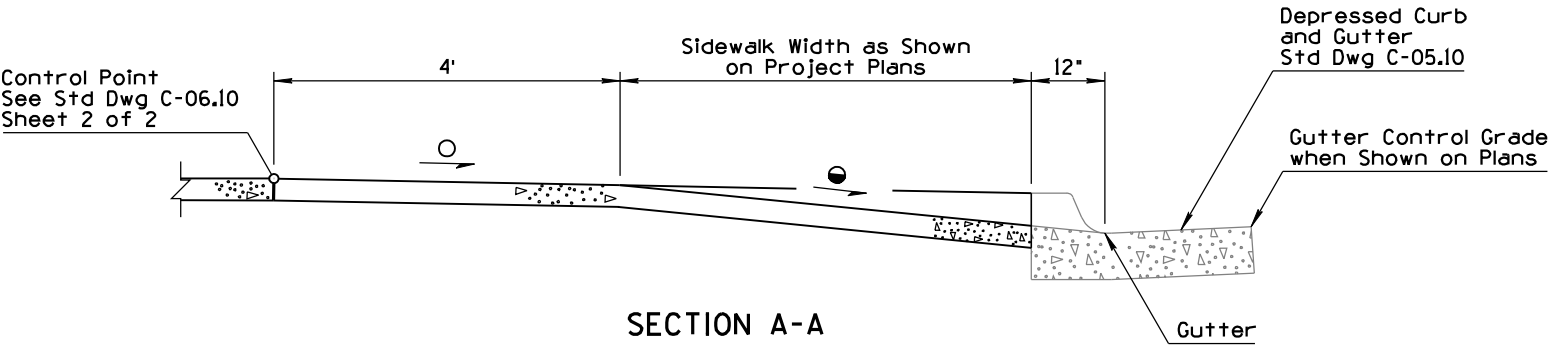 Depressed Curb
and Gutter
Std Dwg C-05.10
Sidewalk Width as Shown
on Project Plans
4'
12"
Control Point
See Std Dwg C-06.10
Sheet 2 of 2
Gutter Control Grade
when Shown on Plans
SECTION A-A
Gutter